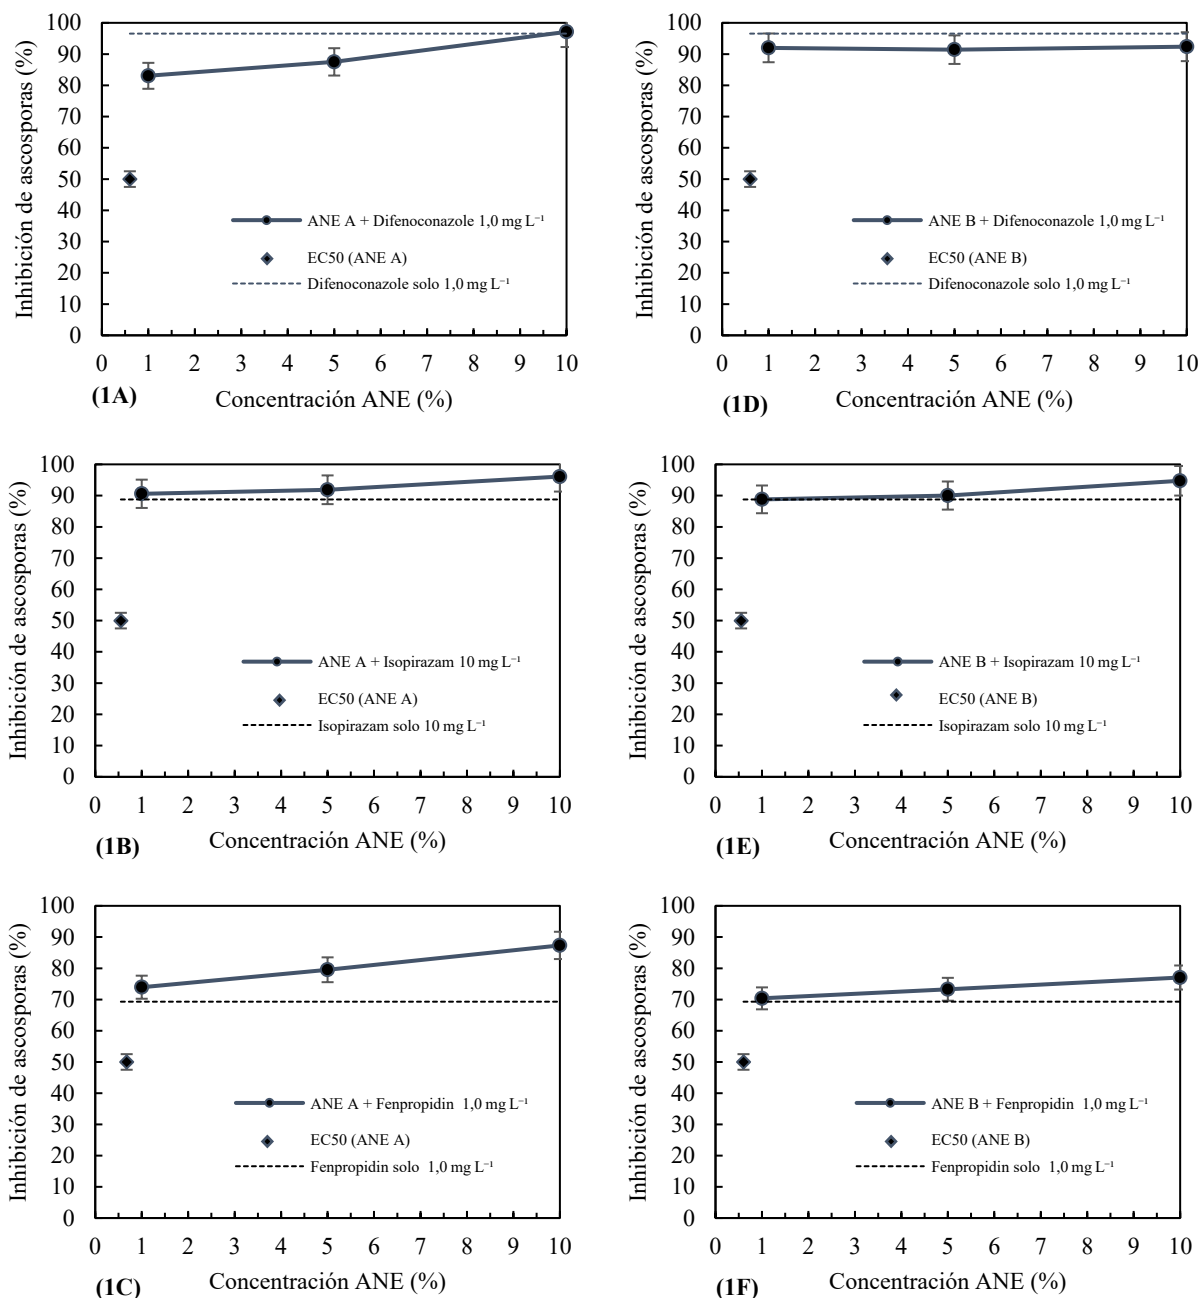 Inhibición de ascosporas (%)
100
90
80
70
60
50
40
30
20
10
0
ANE A + Difenoconazole 1,0 mg L⁻¹
EC50 (ANE A)
Difenoconazole solo 1,0 mg L⁻¹
0 1 2 3 4 5 6 7 8 9 10
(1A) Concentración ANE (%)
Inhibición de ascosporas (%)
100
90
80
70
60
50
40
30
20
10
0
ANE B + Difenoconazole 1,0 mg L⁻¹
EC50 (ANE B)
Difenoconazole solo 1,0 mg L⁻¹
0 1 2 3 4 5 6 7 8 9 10
(1D) Concentración ANE (%)
Inhibición de ascosporas (%)
100
90
80
70
60
50
40
30
20
10
0
ANE A + Isopirazam 10 mg L⁻¹
EC50 (ANE A)
Isopirazam solo 10 mg L⁻¹
0 1 2 3 4 5 6 7 8 9 10
(1B) Concentración ANE (%)
Inhibición de ascosporas (%)
100
90
80
70
60
50
40
30
20
10
0
ANE B + Isopirazam 10 mg L⁻¹
EC50 (ANE B)
Isopirazam solo 10 mg L⁻¹
0 1 2 3 4 5 6 7 8 9 10
(1E) Concentración ANE (%)
Inhibición de ascosporas (%)
100
90
80
70
60
50
40
30
20
10
0
ANE A + Fenpropidin 1,0 mg L⁻¹
EC50 (ANE A)
Fenpropidin solo 1,0 mg L⁻¹
0 1 2 3 4 5 6 7 8 9 10
(1C) Concentración ANE (%)
Inhibición de ascosporas (%)
100
90
80
70
60
50
40
30
20
10
0
ANE B + Fenpropidin 1,0 mg L⁻¹
EC50 (ANE B)
Fenpropidin solo 1,0 mg L⁻¹
0 1 2 3 4 5 6 7 8 9 10
(1F) Concentración ANE (%)